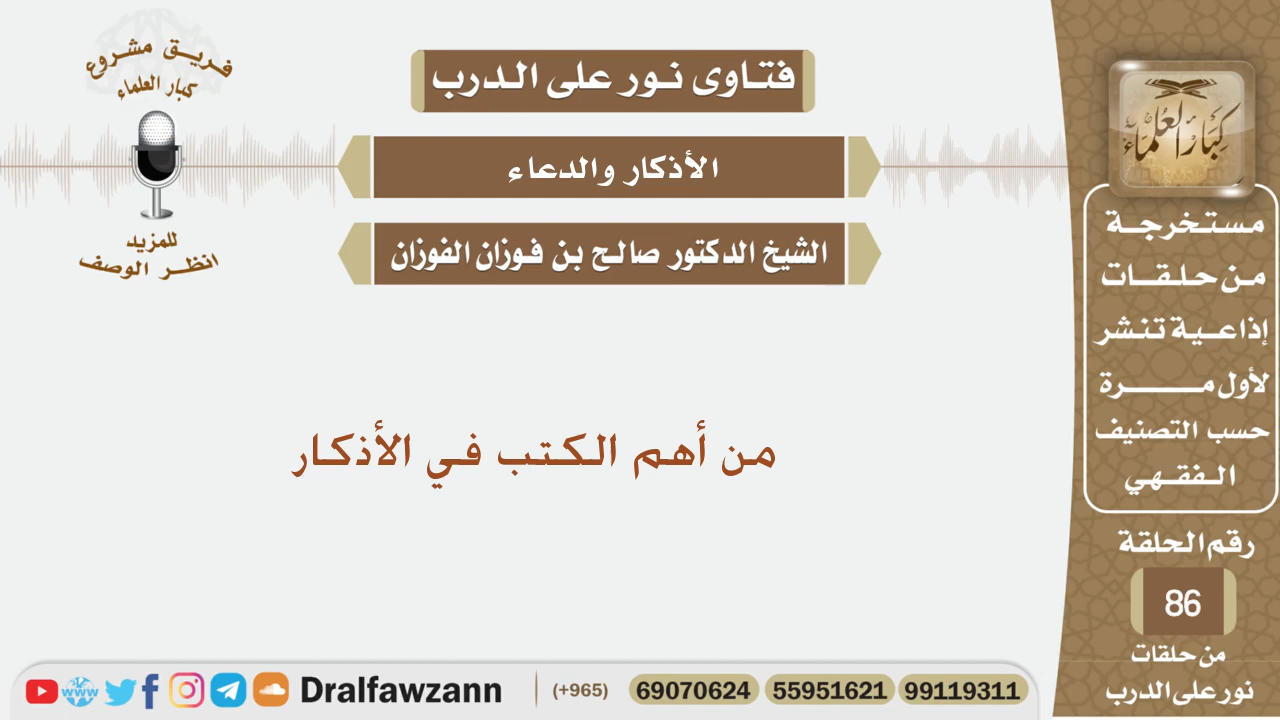 فريق مشروع
كبار العلماء
للمزيد
انظر الوصف
فتاوى نور على الدرب
الأذكار والدعاء
الشيخ الدكتور صالح بن فوزان الفوزان
من أهم الكتب في الأذكار
كبار العلماء
مستخرجة
من حلقات
إذاعية تنشر
لأول مرة
حسب التصنيف
الفقهي
رقم الحلقة
86
من حلقات
نور على الدرب
www
Dralfawzann
(+965)
69070624
55951621
99119311